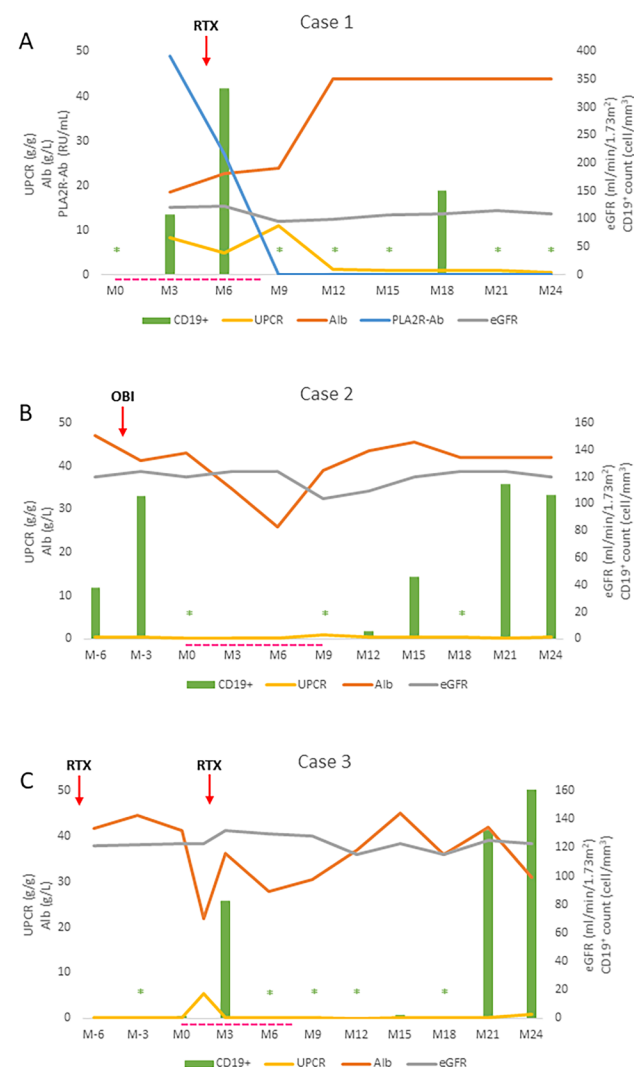 Case 1
A
RTX
50
40
30
20
10
0
UPCR (g/g)
Alb (g/L)
PLA2R-Ab (RU/mL)
400
350
300
250
200
150
100
50
0
eGFR (ml/min/1.73m²)
CD19⁺ count (cell/mm³)
* * * * * *
M0 M3 M6 M9 M12 M15 M18 M21 M24
CD19+ UPCR Alb PLA2R-Ab eGFR
Case 2
B
OBI
50
40
30
20
10
0
UPCR (g/g)
Alb (g/L)
160
140
120
100
80
60
40
20
0
eGFR (ml/min/1.73m²)
CD19⁺ count (cell/mm³)
* * *
M-6 M-3 M0 M3 M6 M9 M12 M15 M18 M21 M24
CD19+ UPCR Alb eGFR
Case 3
C
RTX RTX
50
40
30
20
10
0
UPCR (g/g)
Alb (g/L)
160
140
120
100
80
60
40
20
0
eGFR (ml/min/1.73m²)
CD19⁺ count (cell/mm³)
* * * * *
M-6 M-3 M0 M3 M6 M9 M12 M15 M18 M21 M24
CD19+ UPCR Alb eGFR